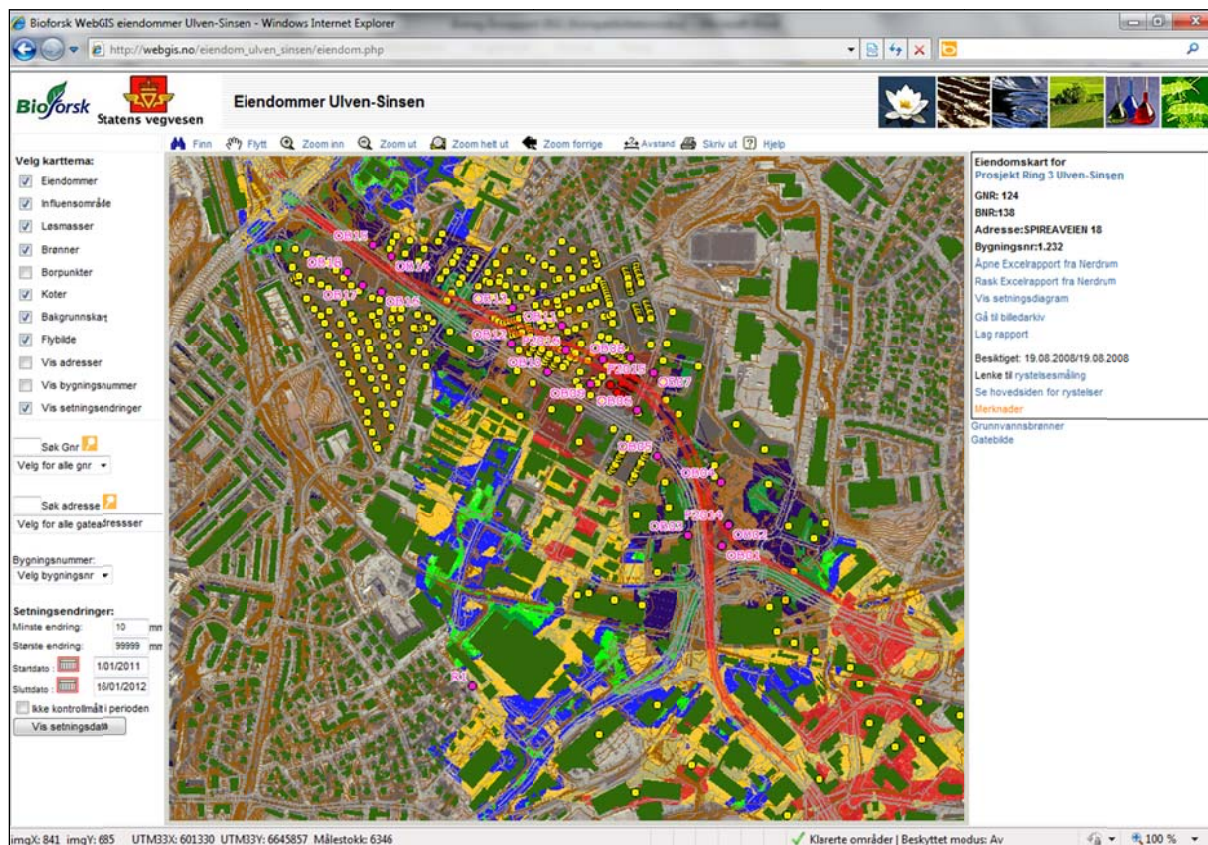 Bioforsk WebGIS eiendommer Ulven-Sinsen - Windows Internet Explorer
http://webgis.no/eiendom_ulven_sinsen/eiendom.php
Bioforsk
Statens vegvesen
Eiendommer Ulven-Sinsen
Finn Flytt Zoom inn Zoom ut Zoom helt ut Zoom forrige Avstand Skriv ut Hjelp
Velg karttema:
Eiendommer
Influensområde
Løsmasser
Brønner
Borpunkter
Koter
Bakgrunnskart
Flybilde
Vis adresser
Vis bygningsummer
Vis setningsendringer
Søk Gnr
Velg for alle gnr
Søk adresse
Velg for alle gateadressser
Bygningsnummer:
Velg bygningsnr
Setningsendringer:
Minste endring: 10 mm
Største endring: 99999 mm
Startdato : 1/01/2011
Sluttdato : 16/01/2012
Ikke kontrollmålt i perioden
Vis setningsdata
OB15
OB14
OB18
OB17
OB16
OB13
OB11
OB12
PZ016
OB10
OB08
PZ015
OB07
OB09
OB06
OB05
OB04
PZ014
OB03
OB02
OB01
Eiendomskart for
Prosjekt Ring 3 Ulven-Sinsen
GNR: 124
BNR:138
Adresse:SPIREAVEIEN 18
Bygningsnr:1.232
Åpne Excelrapport fra Nerdrum
Rask Excelrapport fra Nerdrum
Vis setningsdiagram
Gå til billedarkiv
Lag rapport
Besiktiget: 19.08.2008/19.08.2008
Lenke til rystelsesmåling
Se hovedsiden for rystelser
Merknader
Grunnvannsbrønner
Gatebilde
imgX: 841 imgY: 685 UTM33X: 601330 UTM33Y: 6645857 Målestokk: 6346
Klarerte områder | Beskyttet modus: Av
100 %